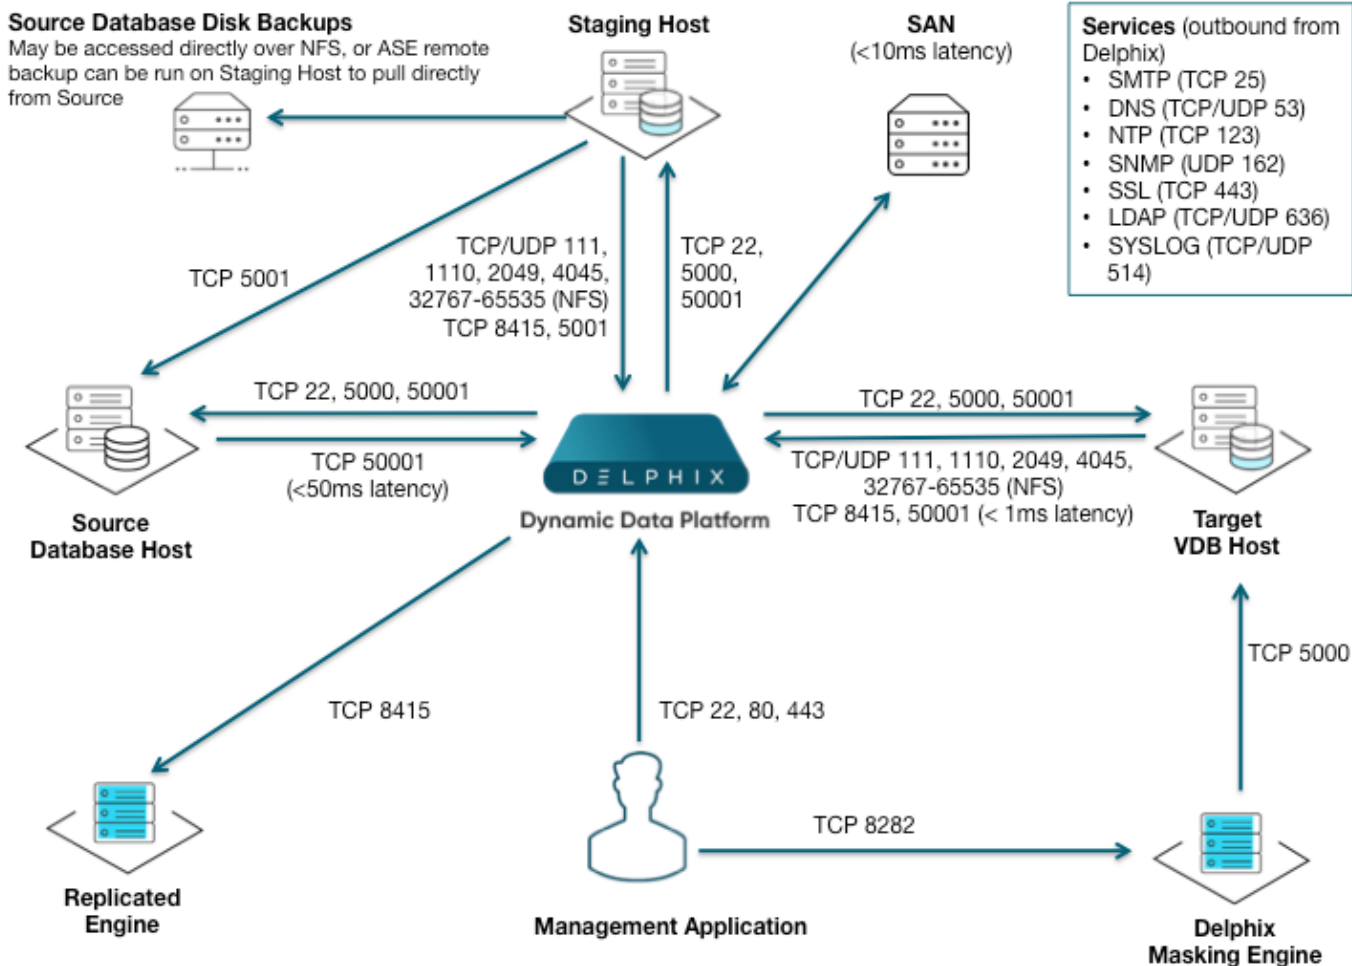 Source Database Disk Backups
May be accessed directly over NFS, or ASE remote
backup can be run on Staging Host to pull directly
from Source
Staging Host
SAN
(<10ms latency)
Services (outbound from
Delphix)
• SMTP (TCP 25)
• DNS (TCP/UDP 53)
• NTP (TCP 123)
• SNMP (UDP 162)
• SSL (TCP 443)
• LDAP (TCP/UDP 636)
• SYSLOG (TCP/UDP
514)
TCP 5001
TCP/UDP 111,
1110, 2049, 4045,
32767-65535 (NFS)
TCP 8415, 5001
TCP 22,
5000,
50001
TCP 22, 5000, 50001
TCP 50001
(<50ms latency)
Source
Database Host
DELPHIX
Dynamic Data Platform
TCP 22, 5000, 50001
TCP/UDP 111, 1110, 2049, 4045,
32767-65535 (NFS)
TCP 8415, 50001 (< 1ms latency)
Target
VDB Host
TCP 5000
TCP 8415
TCP 22, 80, 443
TCP 8282
Replicated
Engine
Management Application
Delphix
Masking Engine